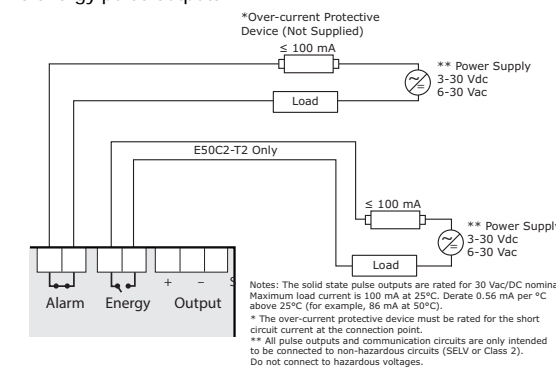 *Over-current Protective
Device (Not Supplied)
≤ 100 mA
** Power Supply
3-30 Vdc
6-30 Vac
Load
E50C2-T2 Only
≤ 100 mA
** Power Supply
3-30 Vdc
6-30 Vac
Load
+ –
Alarm Energy Output
Notes: The solid state pulse outputs are rated for 30 Vac/DC
Maximum load current is 100 mA at 25°C. Derate 0.56 mA per °C
above 25°C (for example, 86 mA at 50°C).
* The over-current protective device must be rated for the short
circuit current at the connection point.
** All pulse outputs and communication circuits are only intended
to be connected to non-hazardous circuits (SELV or Class 2).
Do not connect to hazardous voltages.